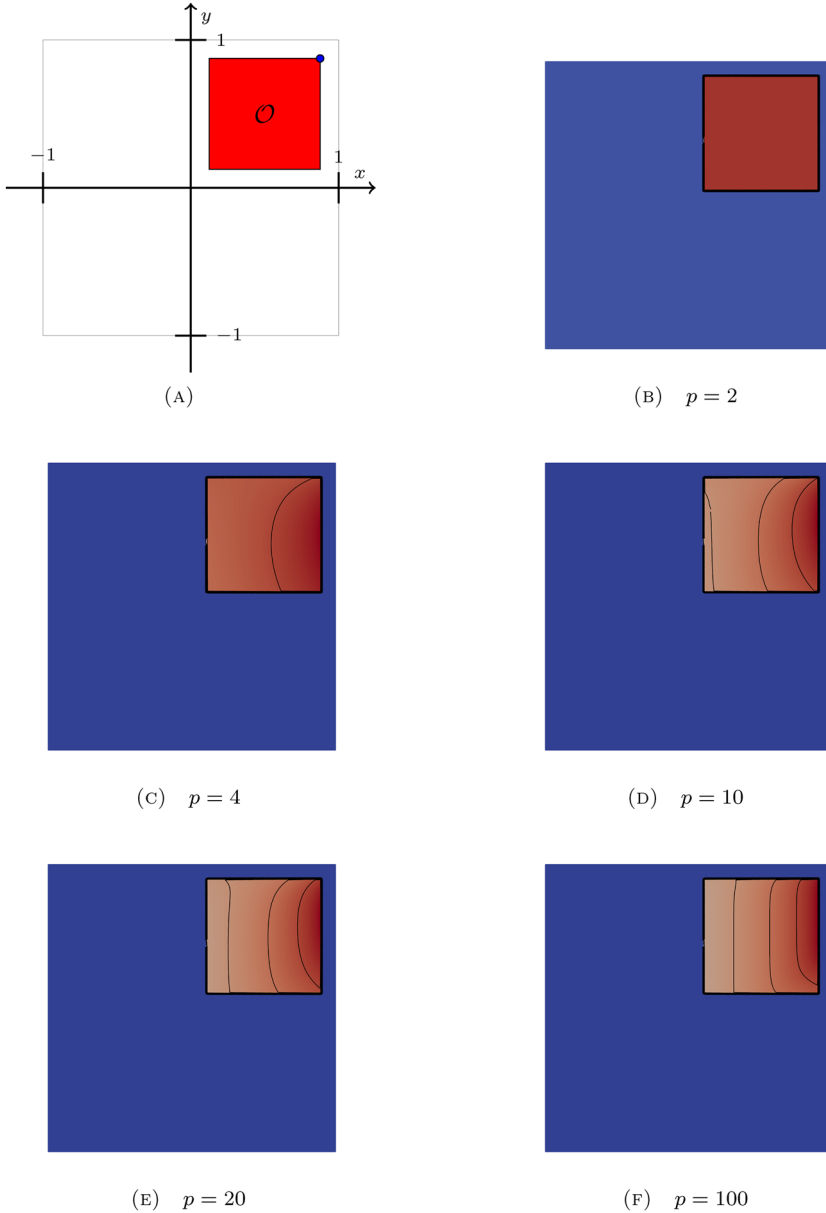 y
1
𝒪
−1
1
x
−1
(A)
(B) p = 2
(C) p = 4
(D) p = 10
(E) p = 20
(F) p = 100